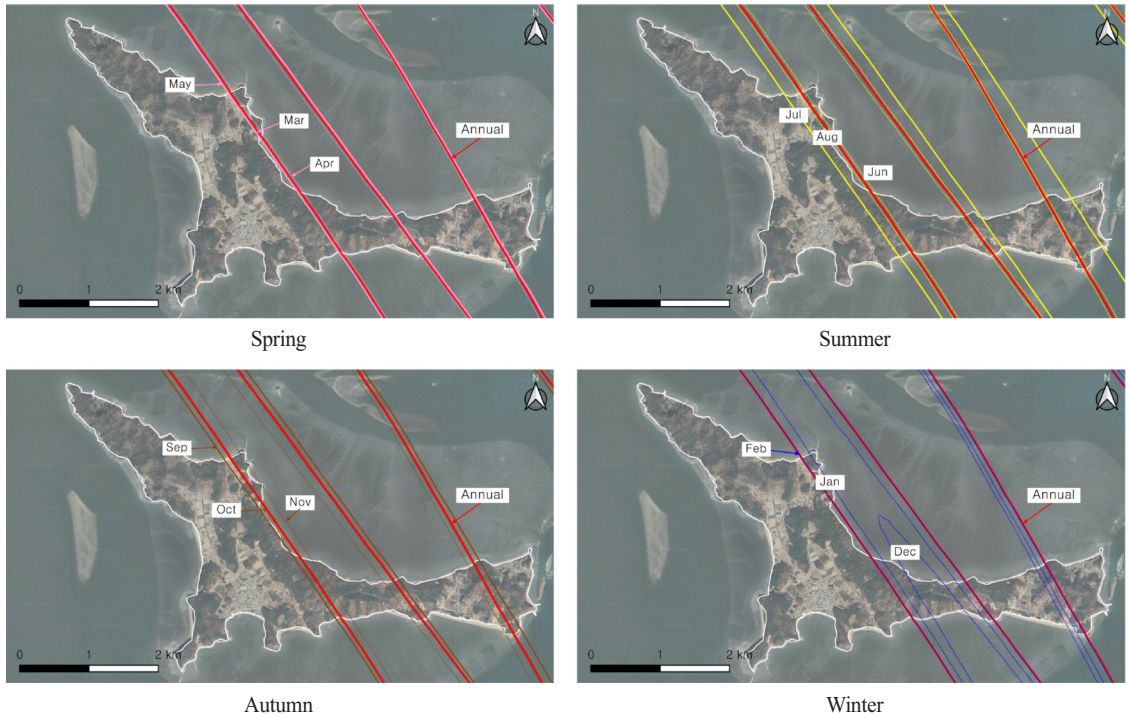 N
May
Mar
Annual
Apr
0 1 2 km
Spring
N
Jul
Aug
Annual
Jun
0 1 2 km
Summer
N
Sep
Annual
Nov
Oct
0 1 2 km
Autumn
N
Feb
Jan
Annual
Dec
0 1 2 km
Winter